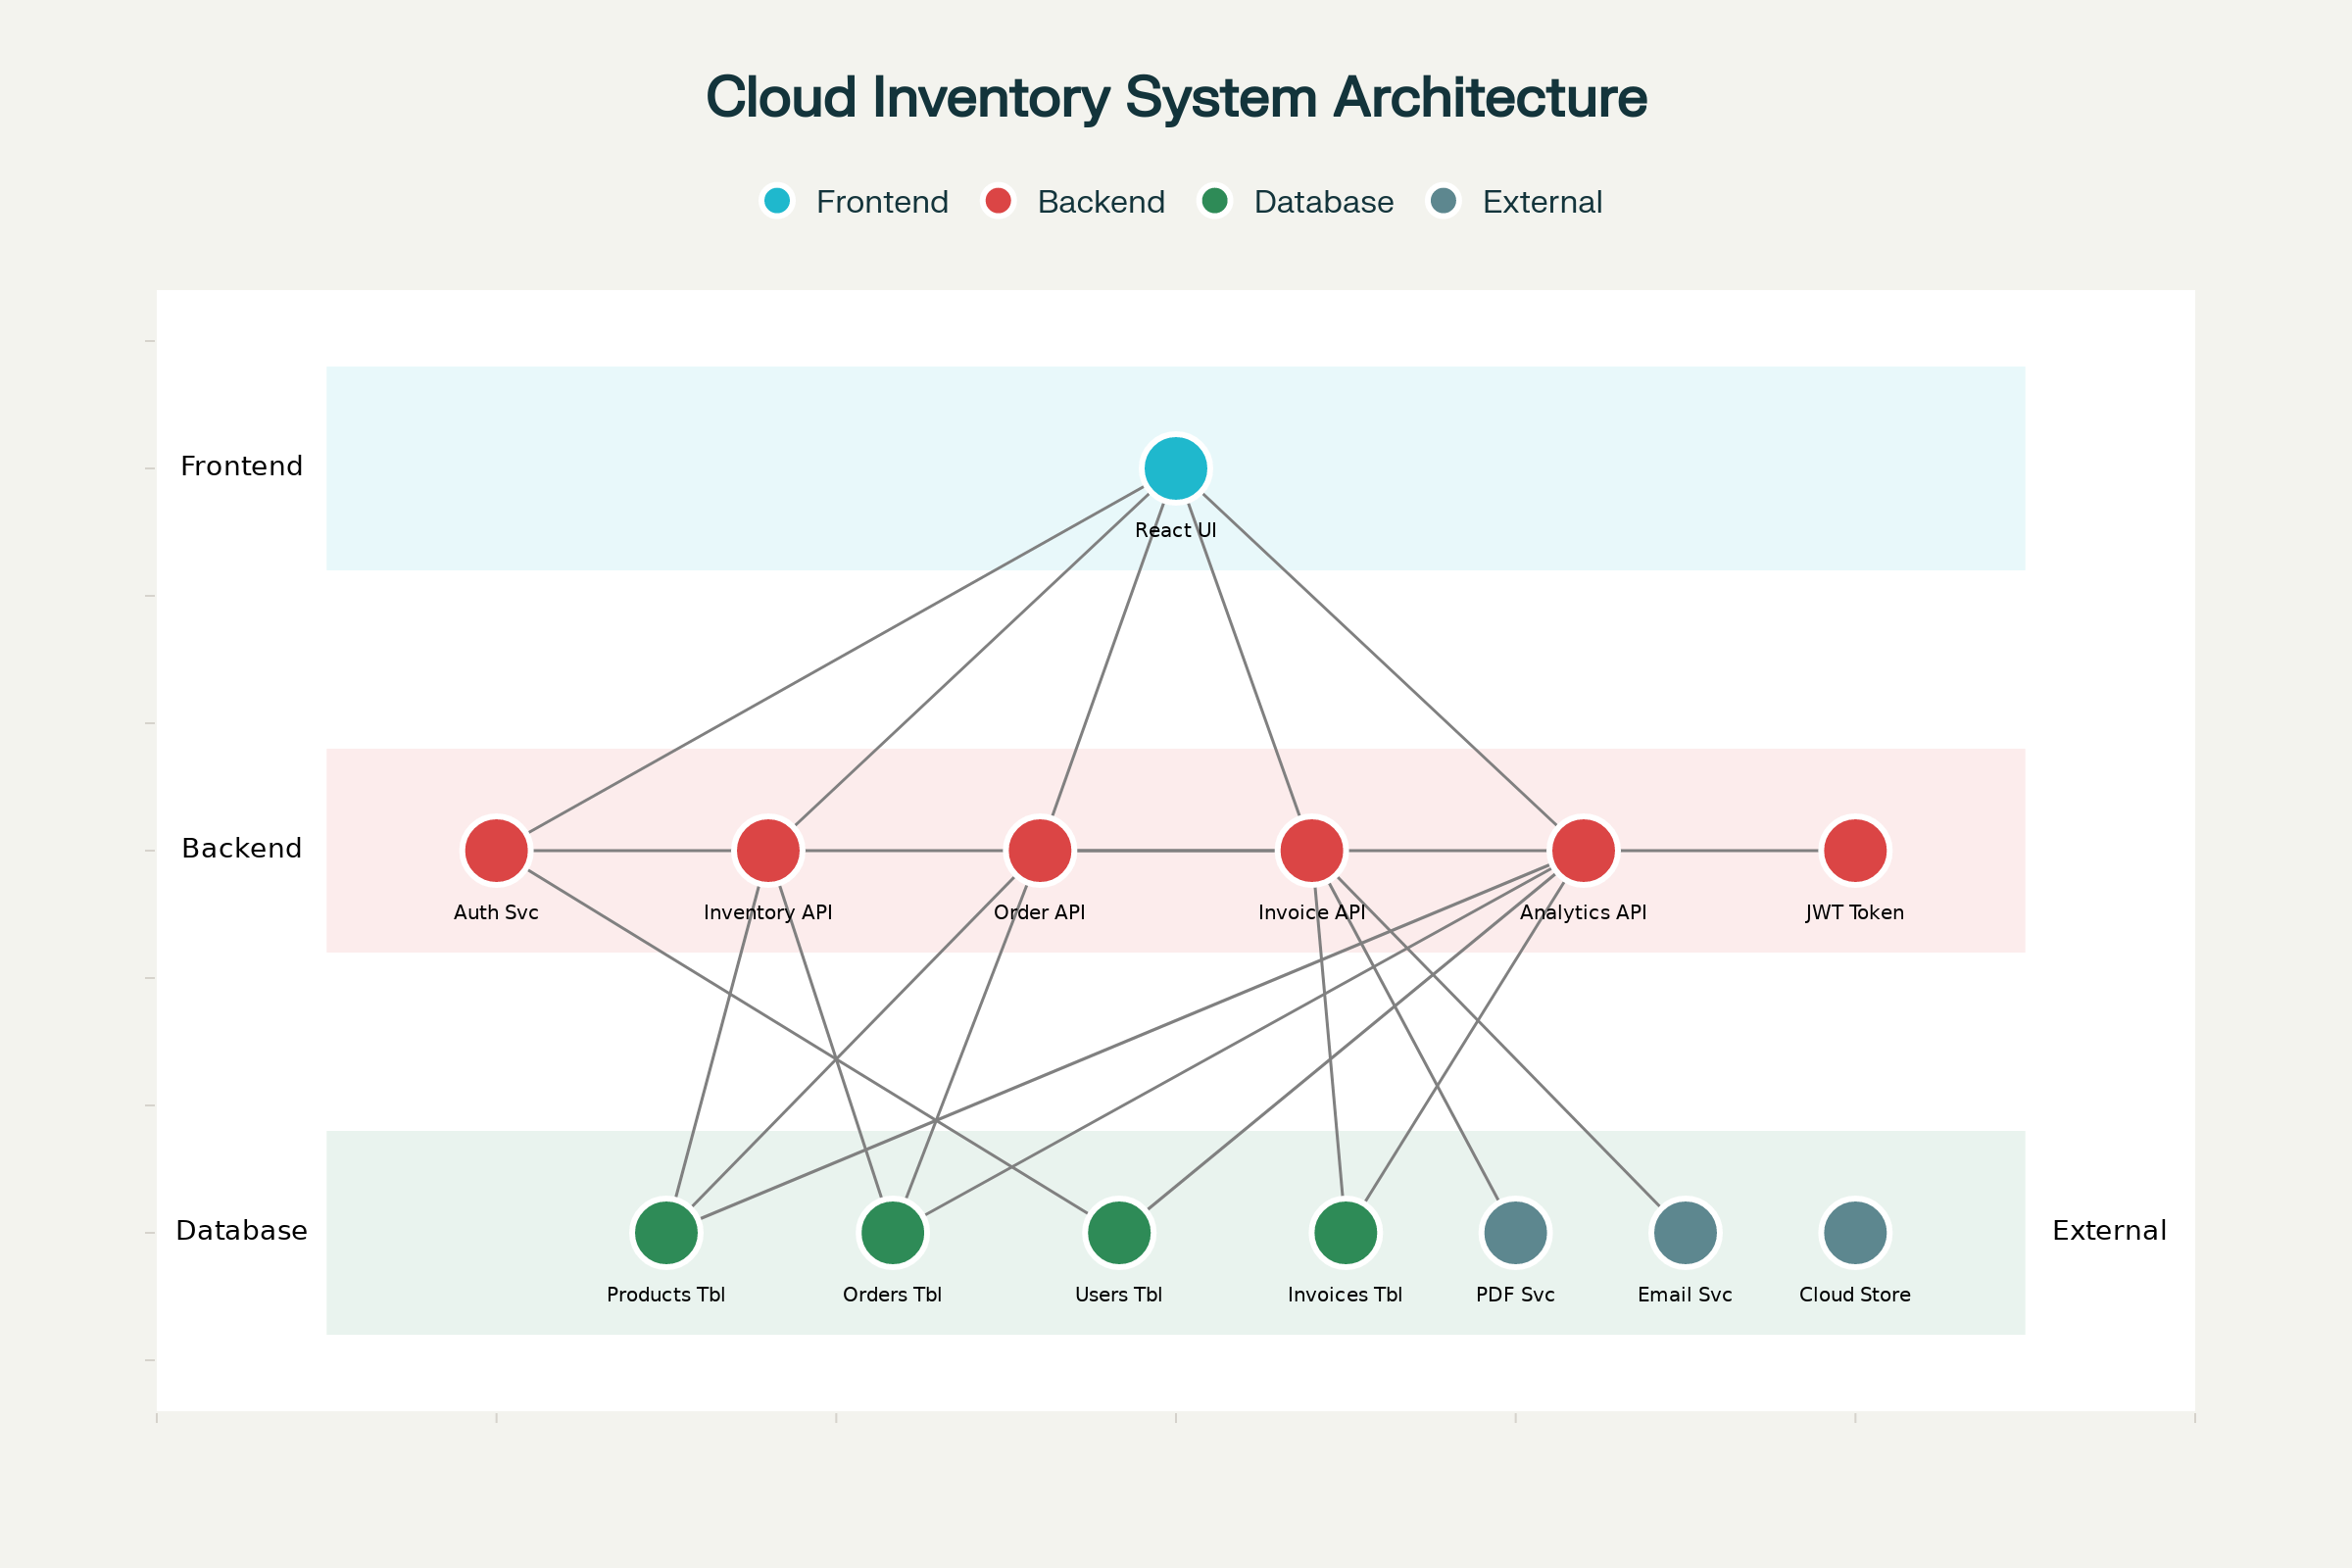 Cloud Inventory System Architecture
Frontend Backend Database External
Frontend
React UI
Backend
Auth Svc Inventory API Order API Invoice API Analytics API JWT Token
Database External
Products Tbl Orders Tbl Users Tbl Invoices Tbl PDF Svc Email Svc Cloud Store